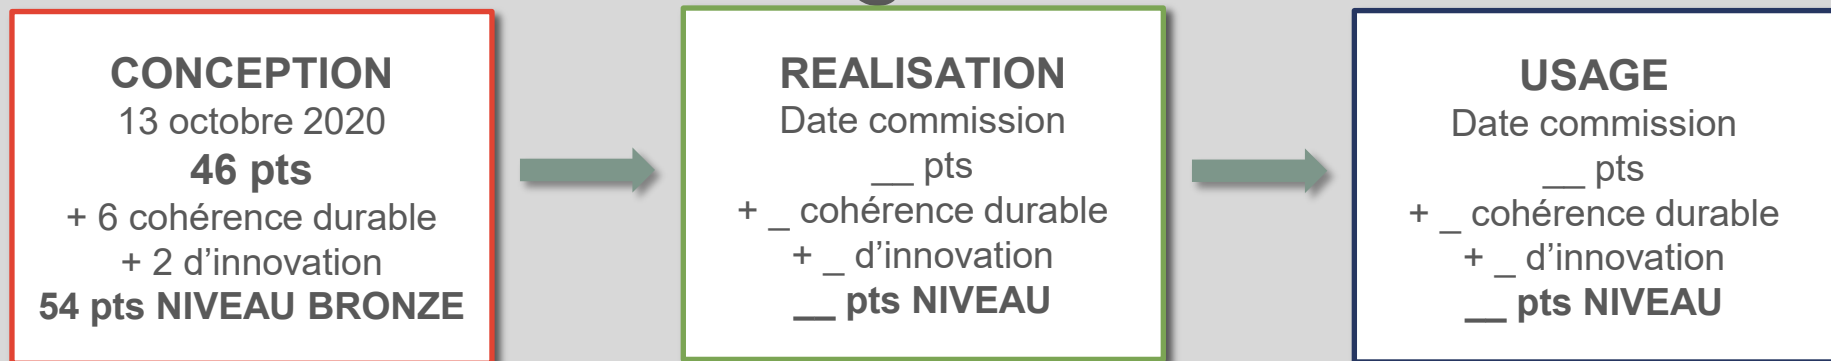 CONCEPTION
13 octobre 2020
46 pts
+ 6 cohérence durable
+ 2 d’innovation
54 pts NIVEAU BRONZE
REALISATION
Date commission
__ pts
+ _ cohérence durable
+ _ d’innovation
__ pts NIVEAU
USAGE
Date commission
__ pts
+ _ cohérence durable
+ _ d’innovation
__ pts NIVEAU